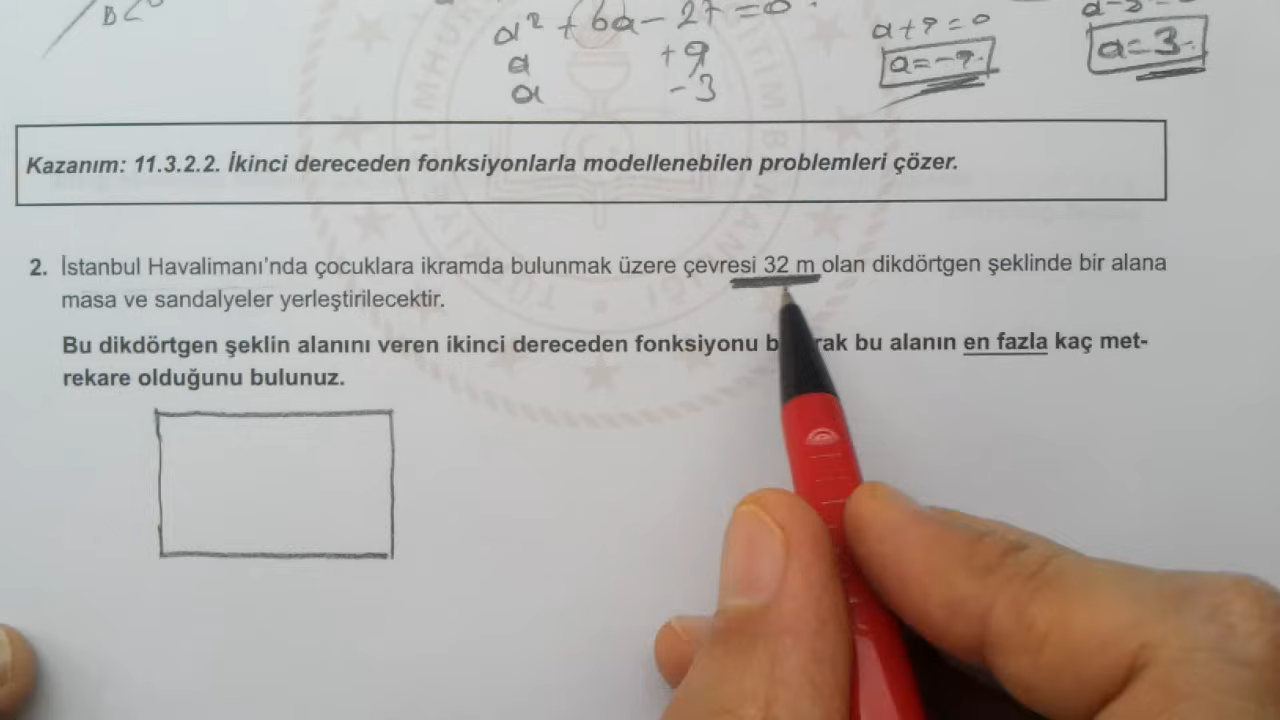 B
a² + 6a - 27 = 0
a +9
a -3
a+9=0
a=-9
a=3
Kazanım: 11.3.2.2. İkinci dereceden fonksiyonlarla modellenebilen problemleri çözer.
2. İstanbul Havalimanı'nda çocuklara ikramda bulunmak üzere çevresi 32 m olan dikdörtgen şeklinde bir alana
masa ve sandalyeler yerleştirilecektir.
Bu dikdörtgen şeklin alanını veren ikinci dereceden fonksiyonu bu alanın en fazla kaç met-
rekare olduğunu bulunuz.